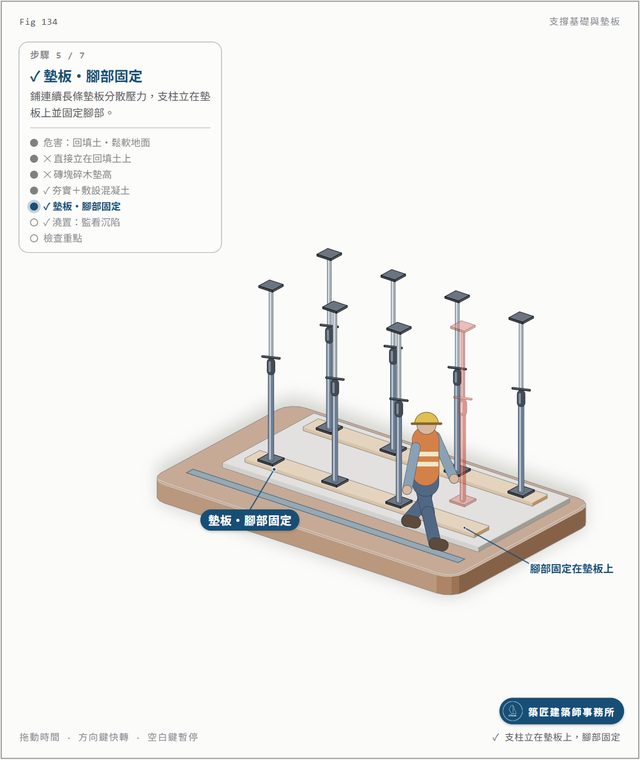 Fig 134
支撐基礎與墊板
步驟 5 / 7
✓ 墊板・腳部固定
鋪連續長條墊板分散壓力，支柱立在墊
板上並固定腳部。
危害：回填土・鬆軟地面
✕ 直接立在回填土上
✕ 磚塊碎木墊高
✓ 夯實＋敷設混凝土
✓ 墊板・腳部固定
✓ 澆置：監看沉陷
檢查重點
墊板・腳部固定
腳部固定在墊板上
築匠建築師事務所
拖動時間 · 方向鍵快轉 · 空白鍵暫停
✓ 支柱立在墊板上，腳部固定